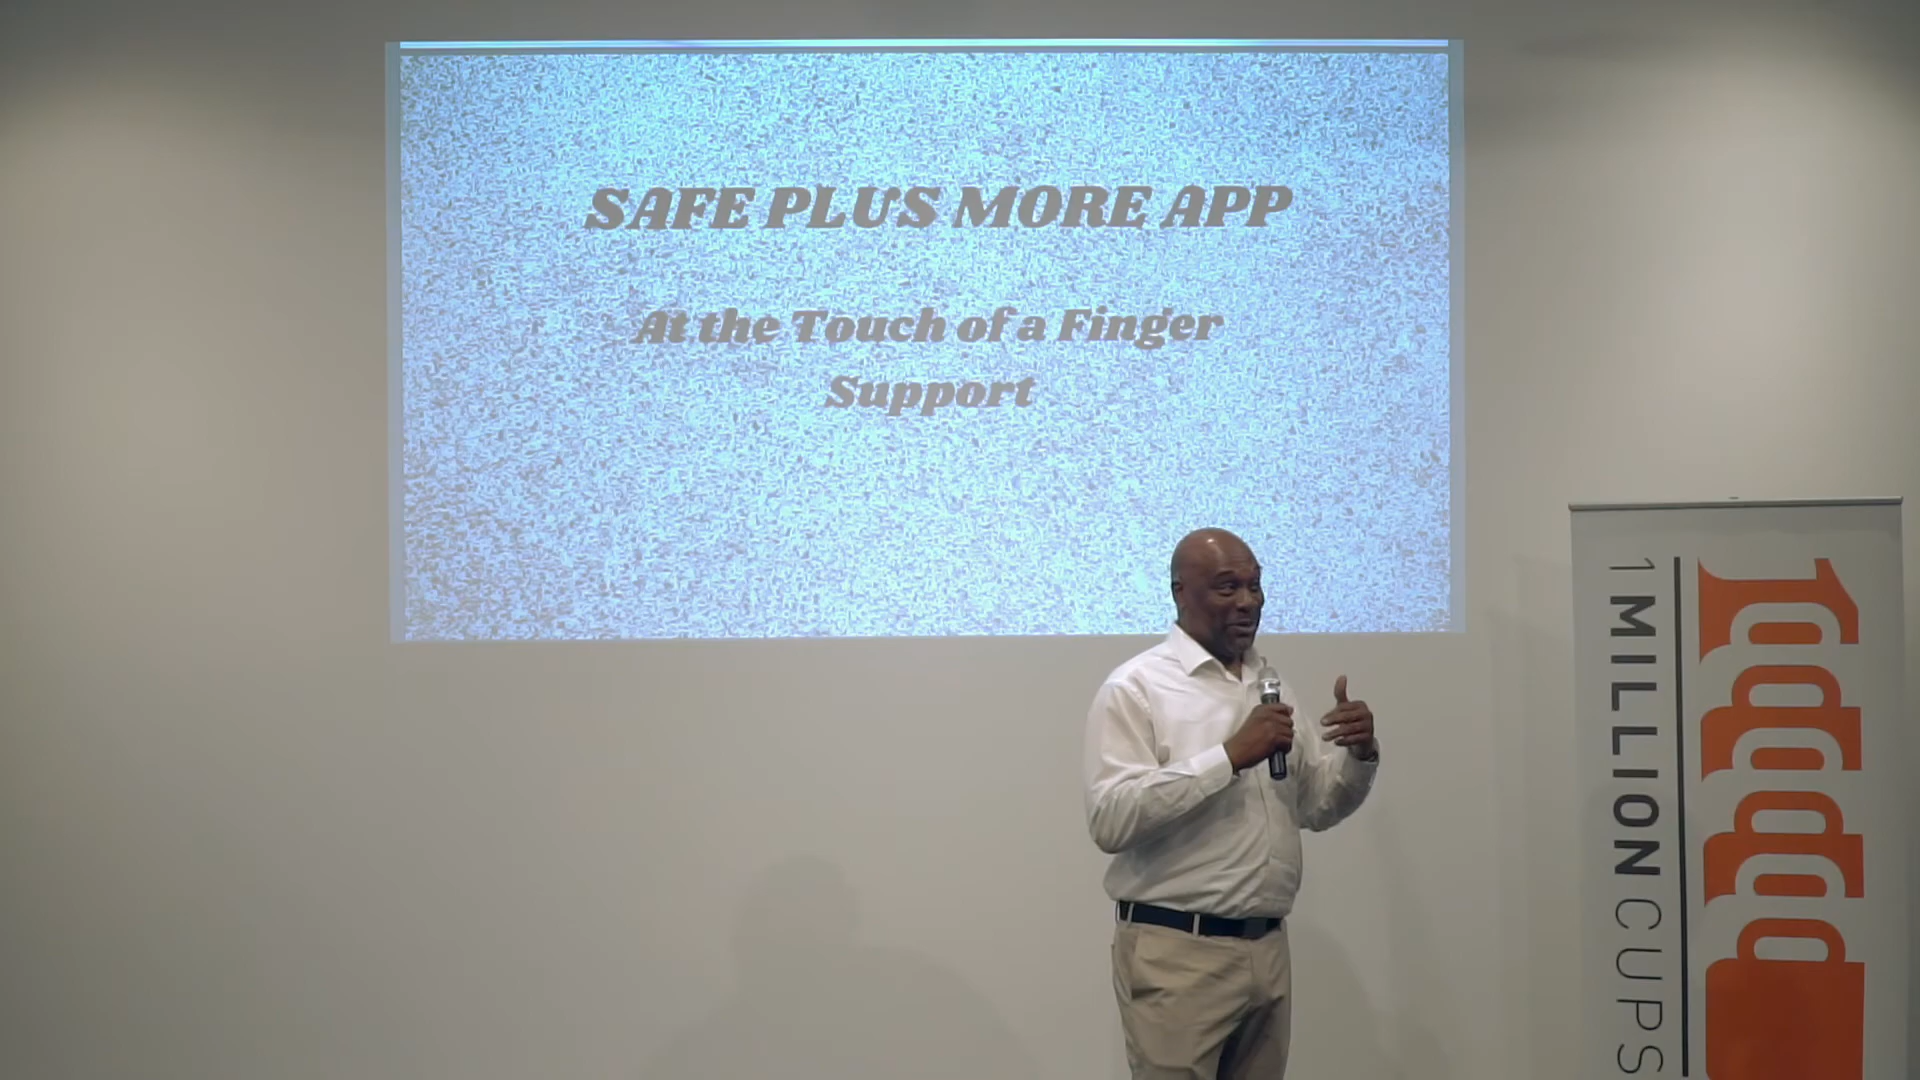 SAFE PLUS MORE APP
At the Touch of a Finger
Support
1 MILLION CUPS